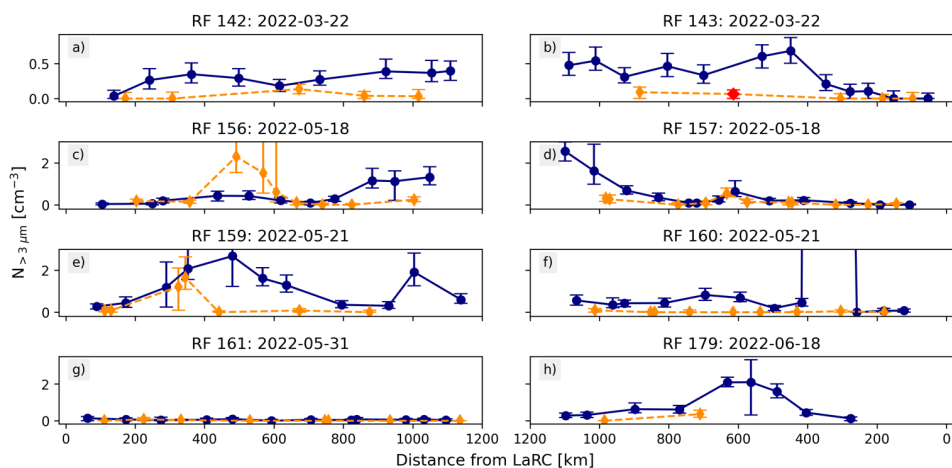 RF 142: 2022-03-22
RF 143: 2022-03-22
a)
b)
0.5
0.0
RF 156: 2022-05-18
RF 157: 2022-05-18
c)
d)
2
0
N > 3 μm [cm⁻³]
RF 159: 2022-05-21
RF 160: 2022-05-21
e)
f)
2
0
RF 161: 2022-05-31
RF 179: 2022-06-18
g)
h)
2
0
0 200 400 600 800 1000 1200
1200 1000 800 600 400 200 0
Distance from LaRC [km]